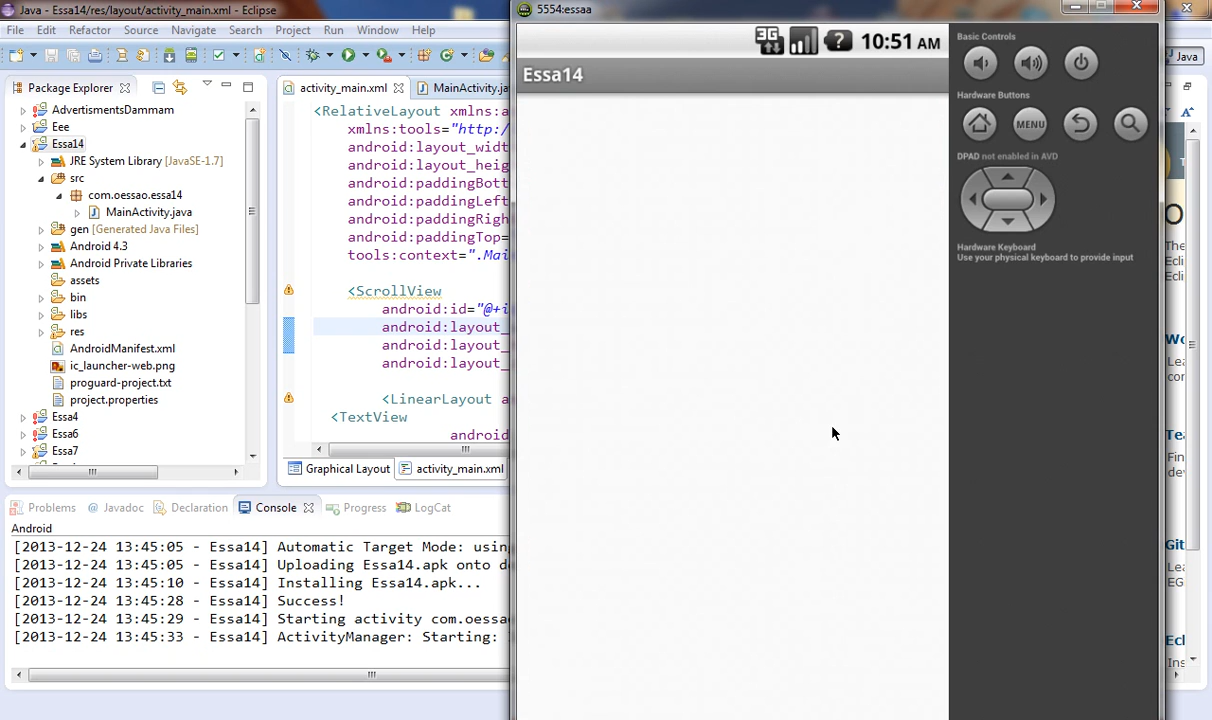 Java - Essa14/res/layout/activity_main.xml - Eclipse
File Edit Refactor Source Navigate Search Project Run Window Help
Java
Package Explorer
AdvertismentsDammam
Eee
Essa14
JRE System Library [JavaSE-1.7]
src
com.oessao.essa14
MainActivity.java
gen [Generated Java Files]
Android 4.3
Android Private Libraries
assets
bin
libs
res
AndroidManifest.xml
ic_launcher-web.png
proguard-project.txt
project.properties
Essa4
Essa6
Essa7
activity_main.xml
MainActivity.ja
<RelativeLayout xmlns:a
xmlns:tools="http:/
android:layout_widt
android:layout_heig
android:paddingBott
android:paddingLeft
android:paddingRigh
android:paddingTop=
tools:context=".Mai
<ScrollView
android:id="@+i
android:layout_
android:layout_
android:layout_
<LinearLayout a
<TextView
android
Graphical Layout
activity_main.xml
Problems
@ Javadoc
Declaration
Console
Progress
LogCat
Android
[2013-12-24 13:45:05 - Essa14] Automatic Target Mode: using
[2013-12-24 13:45:05 - Essa14] Uploading Essa14.apk onto de
[2013-12-24 13:45:10 - Essa14] Installing Essa14.apk...
[2013-12-24 13:45:28 - Essa14] Success!
[2013-12-24 13:45:29 - Essa14] Starting activity com.oessao
[2013-12-24 13:45:33 - Essa14] ActivityManager: Starting:
5554:essaa
3G
10:51 AM
Essa14
Basic Controls
Hardware Buttons
MENU
DPAD not enabled in AVD
Hardware Keyboard
Use your physical keyboard to provide input